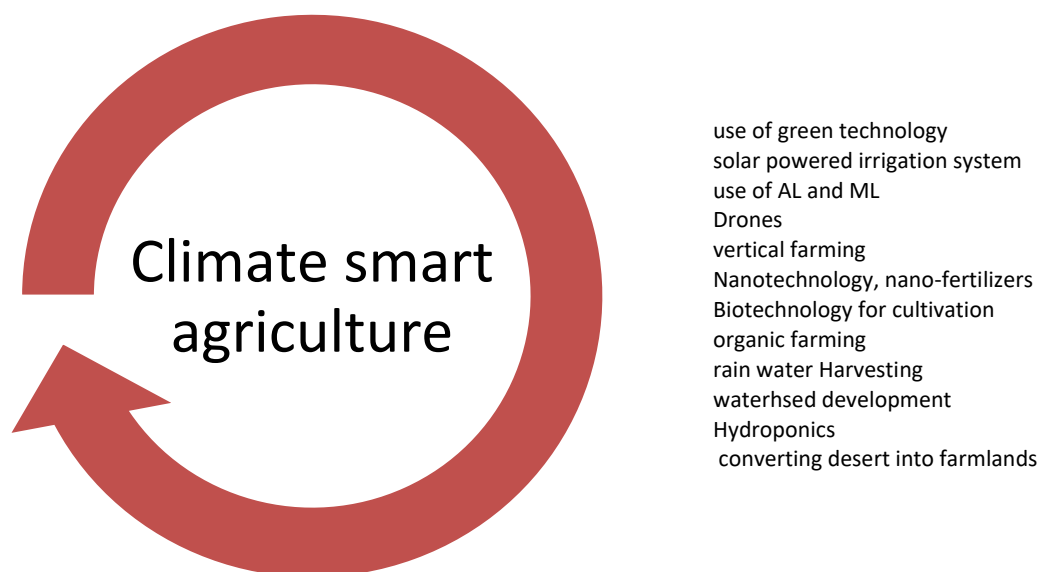 Climate smart
agriculture
use of green technology
solar powered irrigation system
use of AL and ML
Drones
vertical farming
Nanotechnology, nano-fertilizers
Biotechnology for cultivation
organic farming
rain water Harvesting
waterhsed development
Hydroponics
converting desert into farmlands